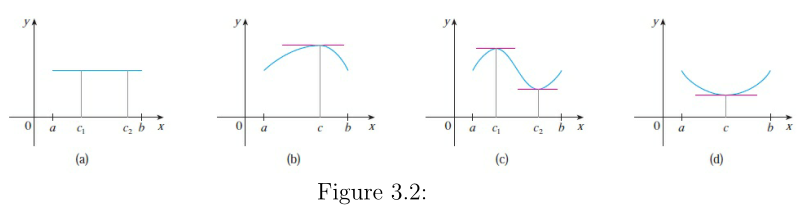 y y y y
0 a c₁ c₂ b x 0 a c b x 0 a c₁ c₂ b x 0 a c b x
(a) (b) (c) (d)
Figure 3.2: